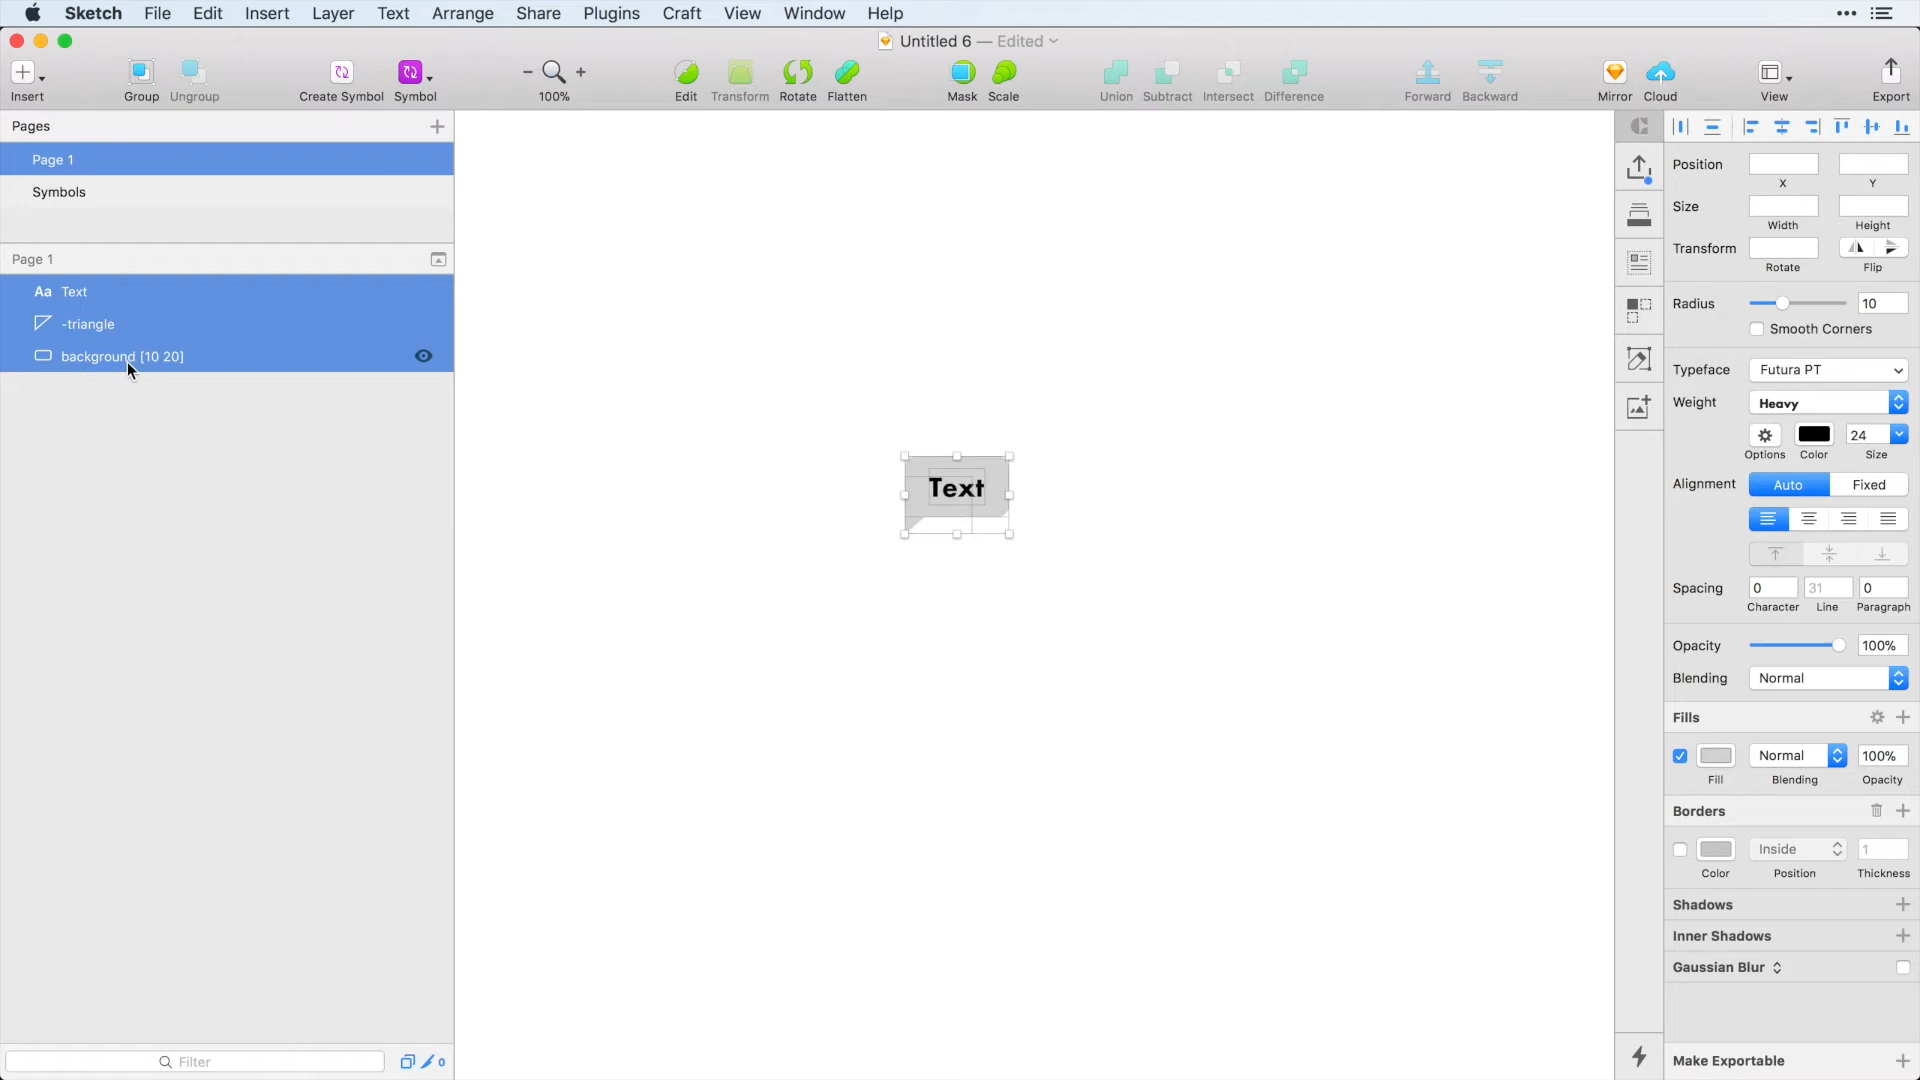 Sketch File Edit Insert Layer Text Arrange Share Plugins Craft View Window Help
Untitled 6 — Edited
Insert Group Ungroup Create Symbol Symbol 100% Edit Transform Rotate Flatten Mask Scale Union Subtract Intersect Difference Forward Backward Mirror Cloud View Export
Pages
Page 1
Symbols
Page 1
Aa Text
-triangle
background [10 20]
Filter
0
Text
Position
X Y
Size
Width Height
Transform
Rotate Flip
Radius 10
Smooth Corners
Typeface Futura PT
Weight Heavy
24
Options Color Size
Alignment Auto Fixed
Spacing 0 31 0
Character Line Paragraph
Opacity 100%
Blending Normal
Fills
Normal 100%
Fill Blending Opacity
Borders
Inside 1
Color Position Thickness
Shadows
Inner Shadows
Gaussian Blur
Make Exportable